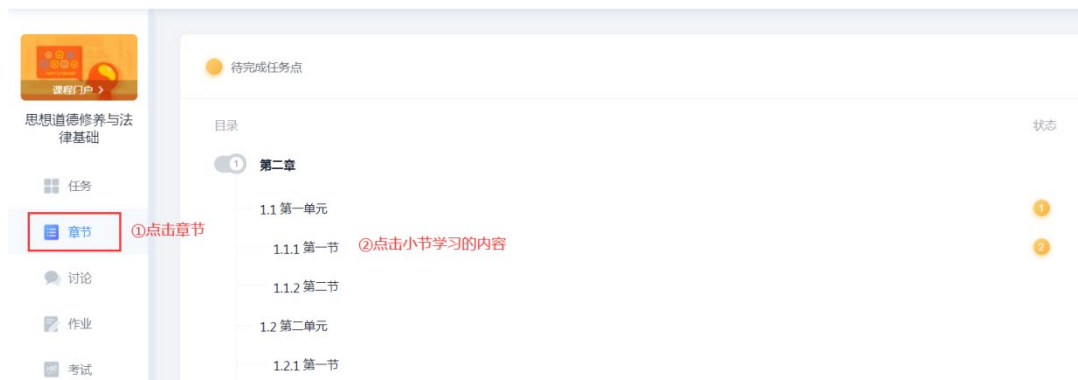 课程门户 >
思想道德修养与法
律基础
任务
章节
讨论
作业
考试
①点击章节
待完成任务点
目录
状态
1 第二章
1.1 第一单元
1
1.1.1 第一节
②点击小节学习的内容
2
1.1.2 第二节
1.2 第二单元
1.2.1 第一节